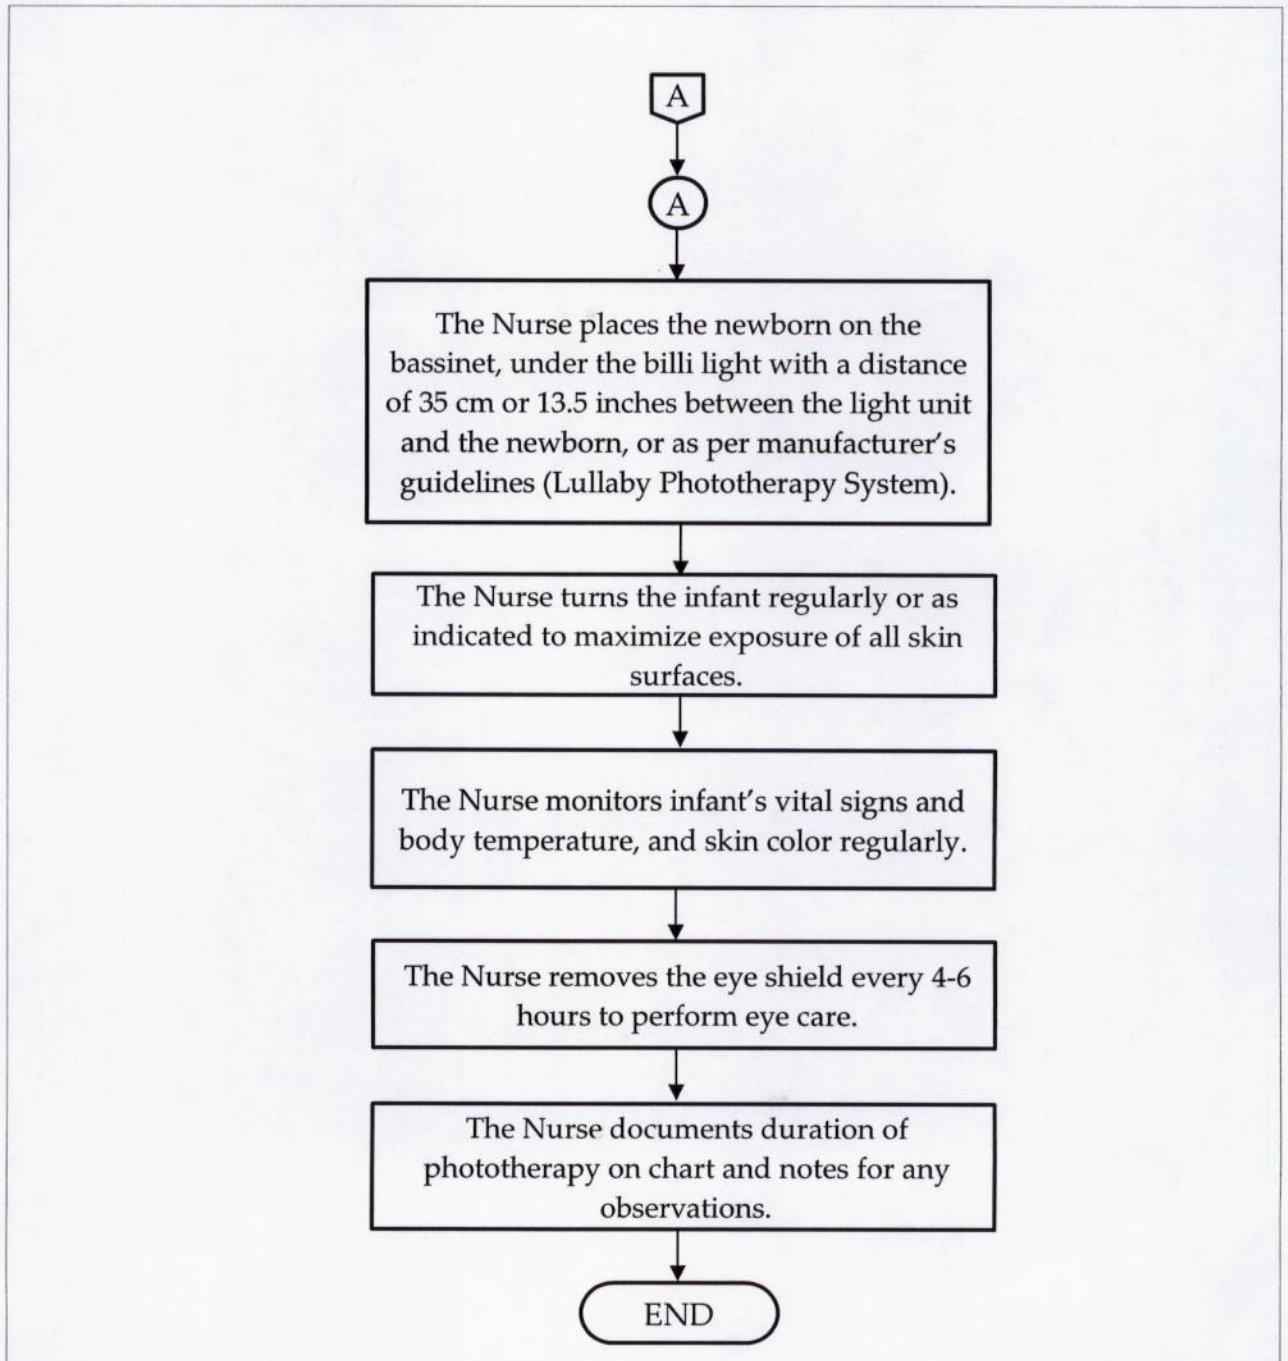 A
A
The Nurse places the newborn on the
bassinet, under the billi light with a distance
of 35 cm or 13.5 inches between the light unit
and the newborn, or as per manufacturer's
guidelines (Lullaby Phototherapy System).
The Nurse turns the infant regularly or as
indicated to maximize exposure of all skin
surfaces.
The Nurse monitors infant's vital signs and
body temperature, and skin color regularly.
The Nurse removes the eye shield every 4-6
hours to perform eye care.
The Nurse documents duration of
phototherapy on chart and notes for any
observations.
END